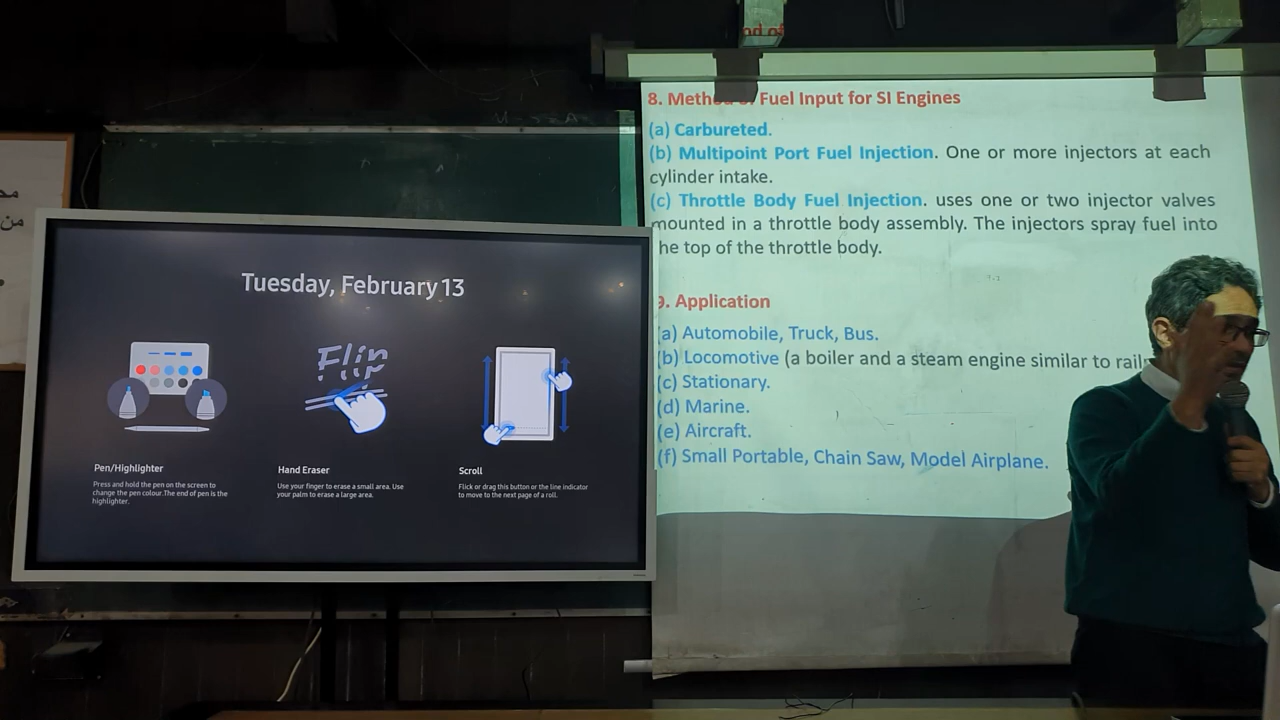 8. Method of Fuel Input for SI Engines
(a) Carbureted.
(b) Multipoint Port Fuel Injection. One or more injectors at each
cylinder intake.
(c) Throttle Body Fuel Injection. uses one or two injector valves
mounted in a throttle body assembly. The injectors spray fuel into
he top of the throttle body.
9. Application
(a) Automobile, Truck, Bus.
(b) Locomotive (a boiler and a steam engine similar to rail
(c) Stationary.
(d) Marine.
(e) Aircraft.
(f) Small Portable, Chain Saw, Model Airplane.
nd of
من
Tuesday, February 13
Flip
Flip
Pen/Highlighter
Press and hold the pen on the screen to
change the pen colour.The end of pen is the
highlighter.
Hand Eraser
Use your finger to erase a small area. Use
your palm to erase a large area.
Scroll
Flick or drag this button or the line indicator
to move to the next page of a roll.